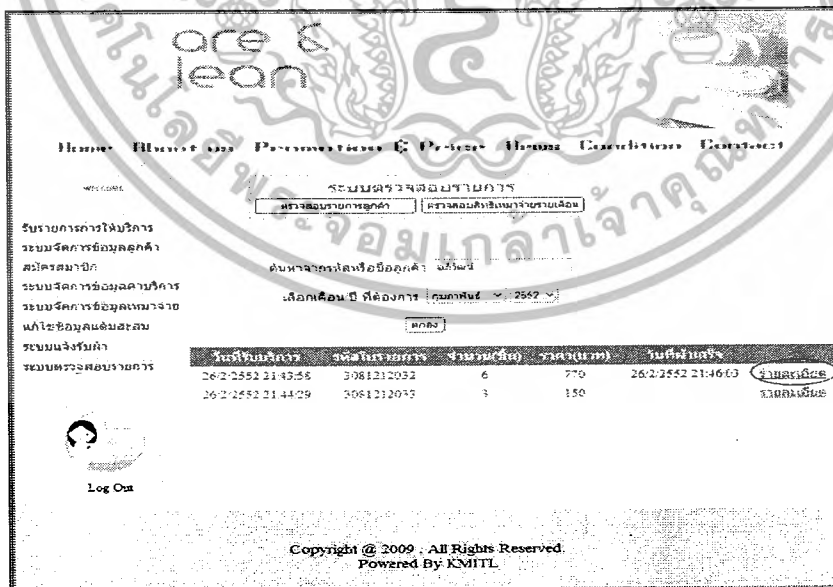 are &
lean
Home About us Promotion & Price News Condition Contact
WELCOME
ระบบตรวจสอบรายการ
ตรวจสอบรายการลูกค้า ตรวจสอบสิทธิเหมาจ่ายรายเดือน
รับรายการการให้บริการ
ระบบจัดการข้อมูลลูกค้า
สมัครสมาชิก
ระบบจัดการข้อมูลค่าบริการ
ระบบจัดการข้อมูลเหมาจ่าย
แก้ไขข้อมูลแต้มสะสม
ระบบแจ้งรับผ้า
ระบบตรวจสอบรายการ
ค้นหาจากรหัสหรือชื่อลูกค้า
เลือกเดือน/ปี ที่ต้องการ กุมภาพันธ์ 2552
ตกลง
วันที่รับบริการ รหัสใบรายการ จำนวน(ชิ้น) ราคา(บาท) วันที่ผ้าเสร็จ
26/2/2552 21:43:58 3081212032 6 770 26/2/2552 21:46:03 รายละเอียด
26/2/2552 21:44:29 3081212033 3 150 รายละเอียด
Log Out
Copyright @ 2009 . All Rights Reserved.
Powered By KMITL